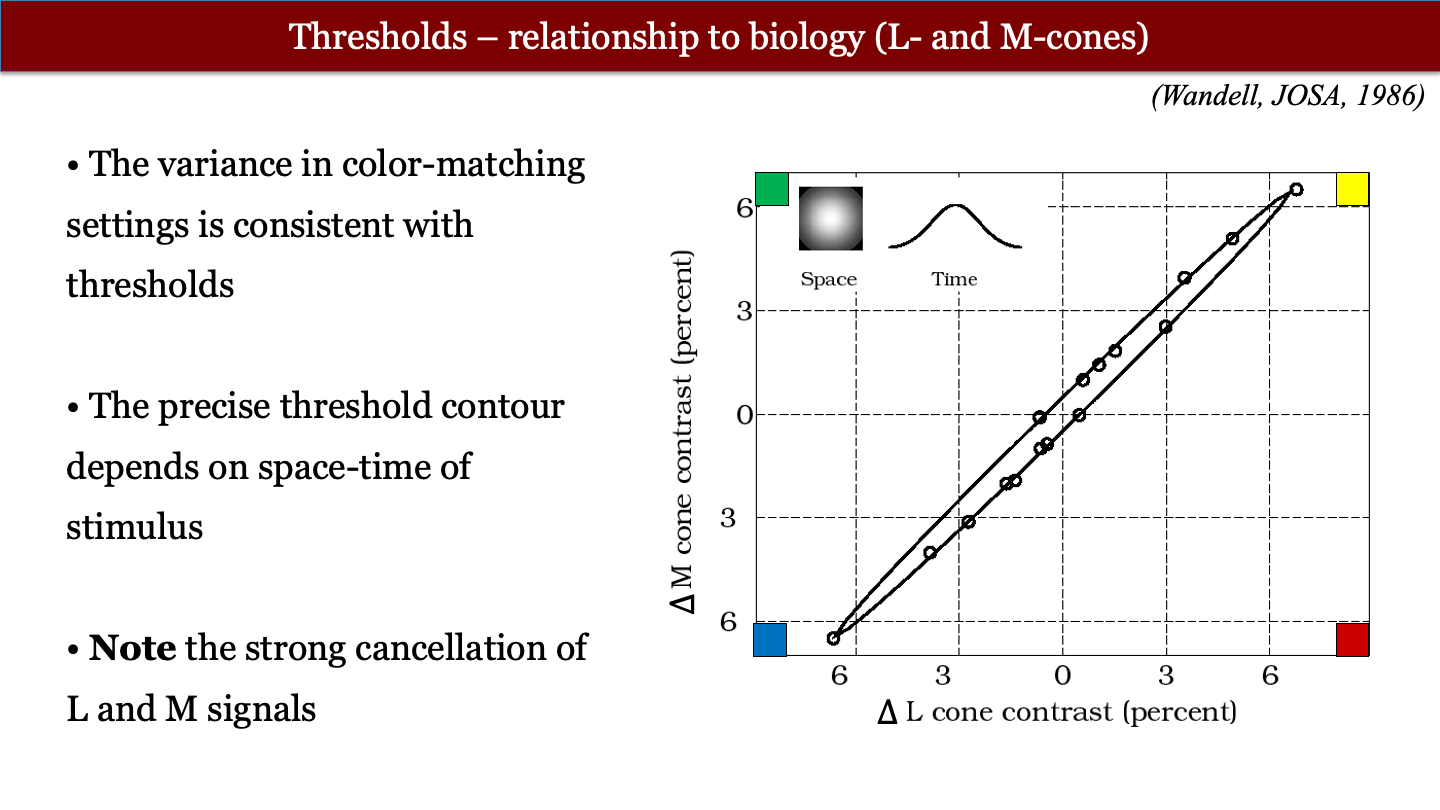 Thresholds – relationship to biology (L- and M-cones)
(Wandell, JOSA, 1986)
• The variance in color-matching
settings is consistent with
thresholds
• The precise threshold contour
depends on space-time of
stimulus
• Note the strong cancellation of
L and M signals
Space
Time
Δ M cone contrast (percent)
6
3
0
3
6
6
3
0
3
6
Δ L cone contrast (percent)